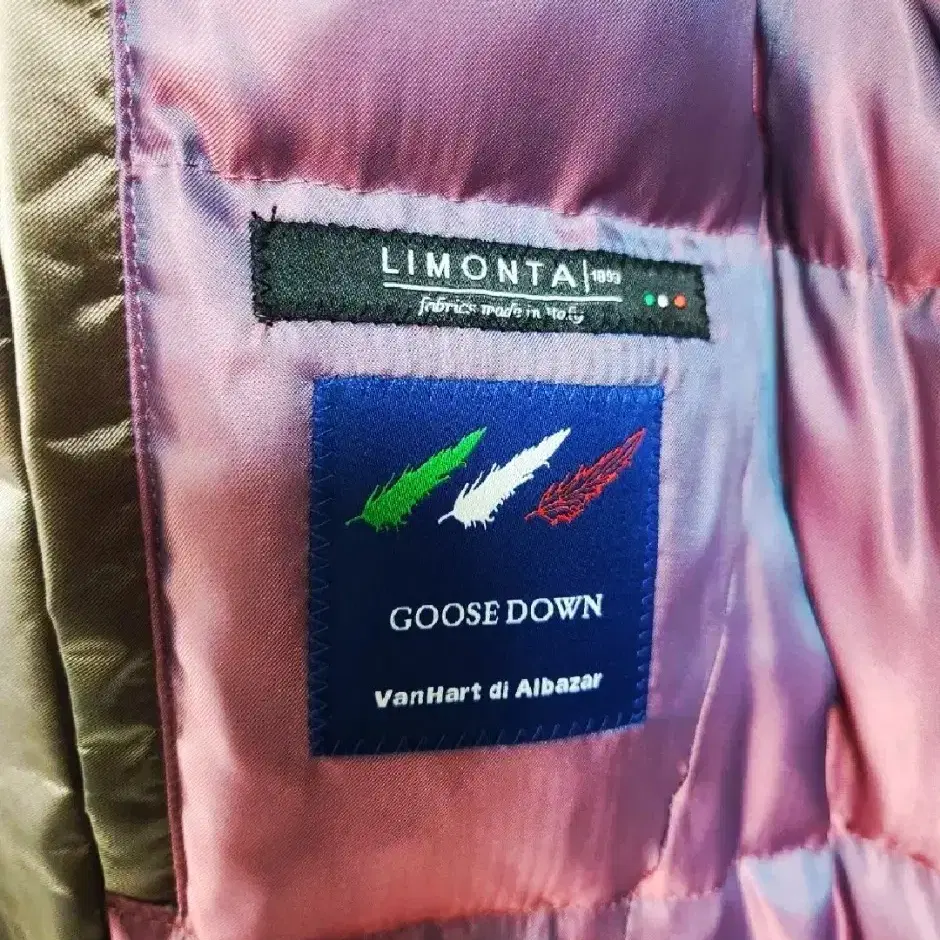 LIMONTA|1893
fabrics made in Italy
GOOSE DOWN
VanHart di Albazar